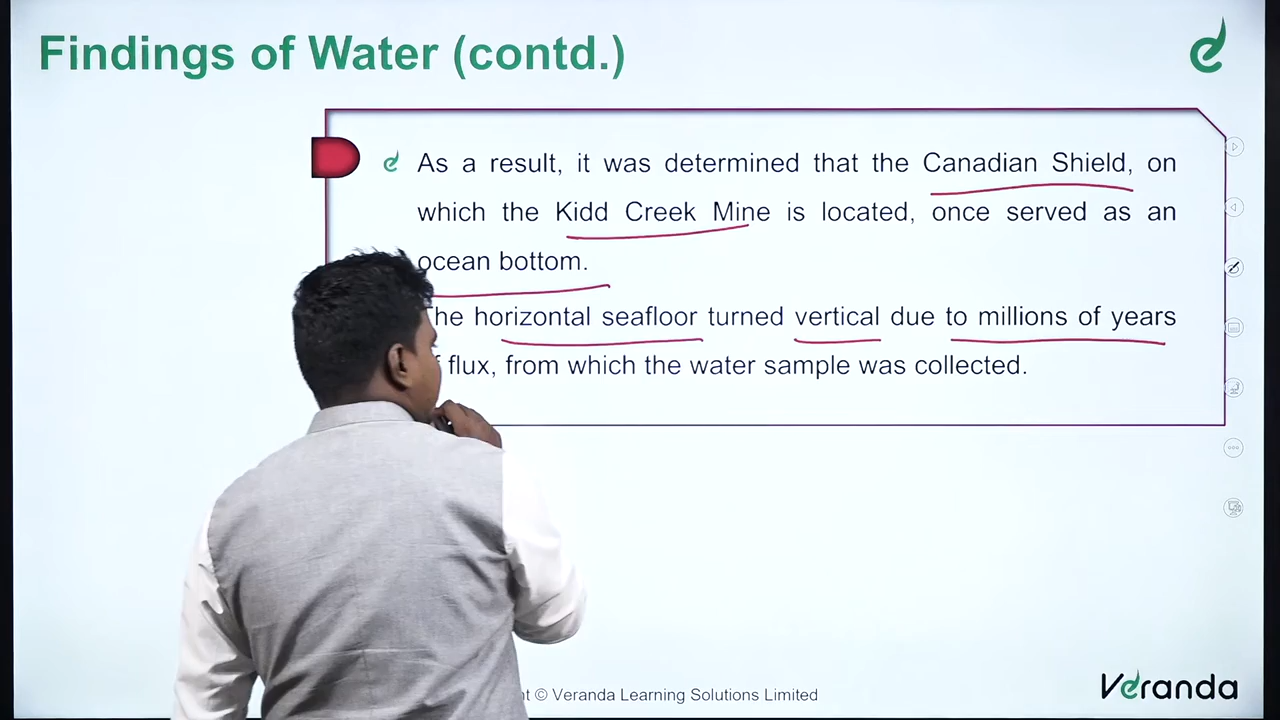 Findings of Water (contd.)
As a result, it was determined that the Canadian Shield, on
which the Kidd Creek Mine is located, once served as an
ocean bottom.
The horizontal seafloor turned vertical due to millions of years
flux, from which the water sample was collected.
© Veranda Learning Solutions Limited
Veranda